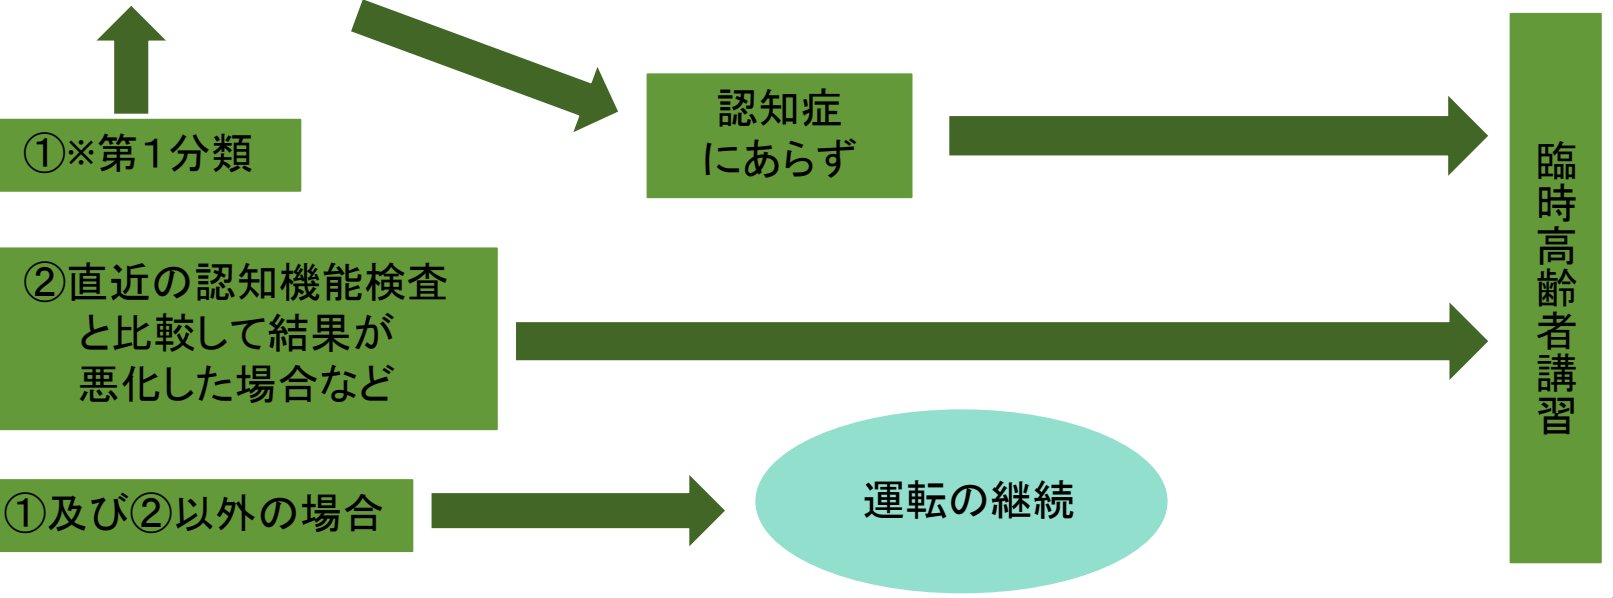 ①※第１分類
認知症
にあらず
②直近の認知機能検査
と比較して結果が
悪化した場合など
①及び②以外の場合
運転の継続
臨時高齢者講習